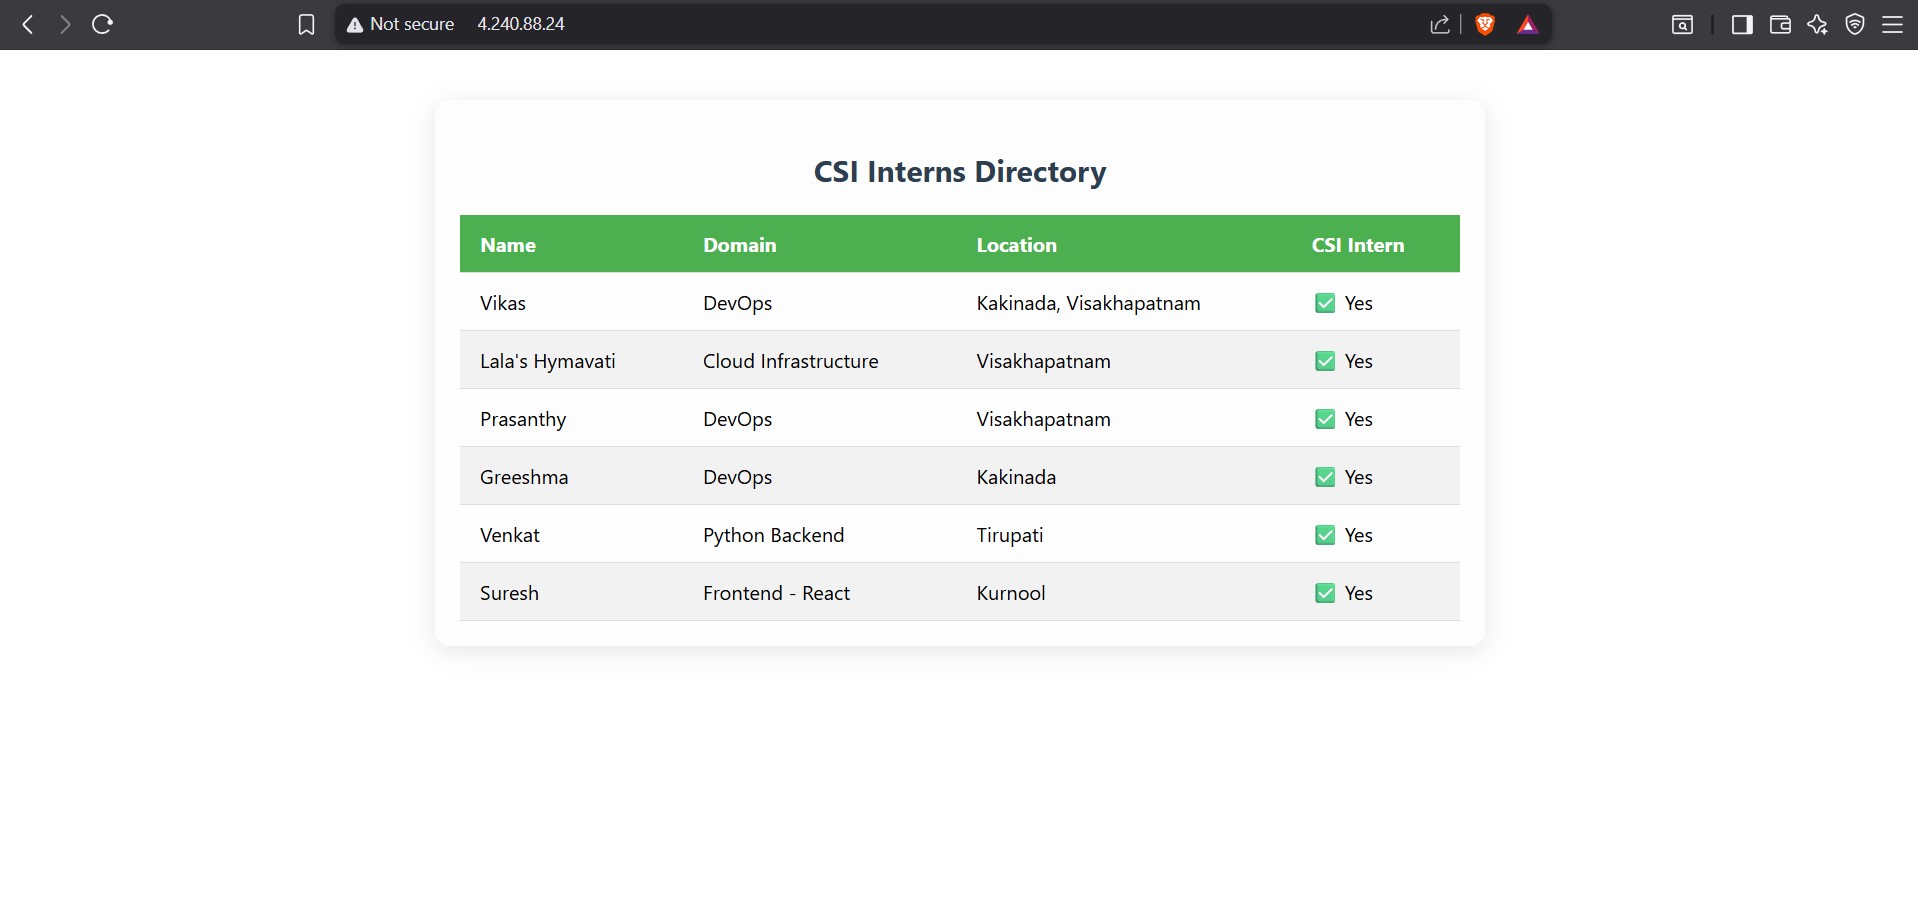 Not secure 4.240.88.24
CSI Interns Directory
Name Domain Location CSI Intern
Vikas DevOps Kakinada, Visakhapatnam ✅ Yes
Lala's Hymavati Cloud Infrastructure Visakhapatnam ✅ Yes
Prasanthy DevOps Visakhapatnam ✅ Yes
Greeshma DevOps Kakinada ✅ Yes
Venkat Python Backend Tirupati ✅ Yes
Suresh Frontend - React Kurnool ✅ Yes